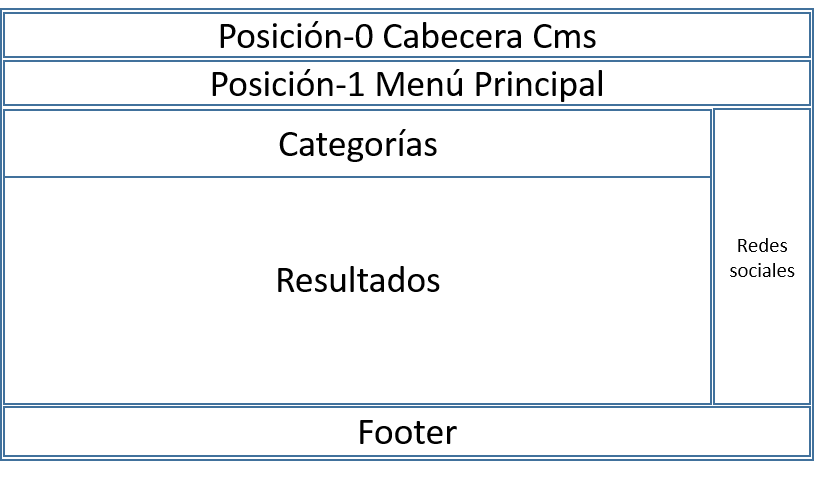 Posición-0 Cabecera Cms
Posición-1 Menú Principal
Categorías
Resultados
Redes
sociales
Footer